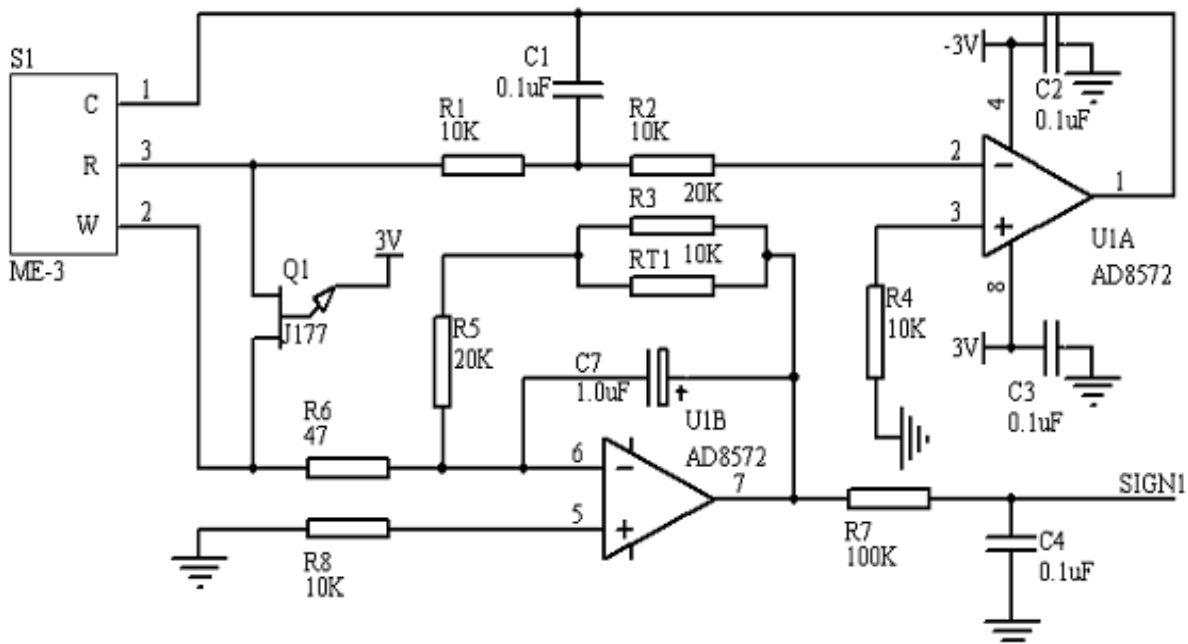 S1
C
1
R
3
W
2
ME-3
C1
0.1uF
R1
10K
R2
10K
-3V
C2
0.1uF
4
2
3
1
8
U1A
AD8572
20K
R3
10K
RT1
R4
10K
3V
C3
0.1uF
3V
Q1
J177
R5
20K
C7
1.0uF
+
U1B
AD8572
R6
47
6
5
7
R8
10K
R7
100K
SIGN1
C4
0.1uF